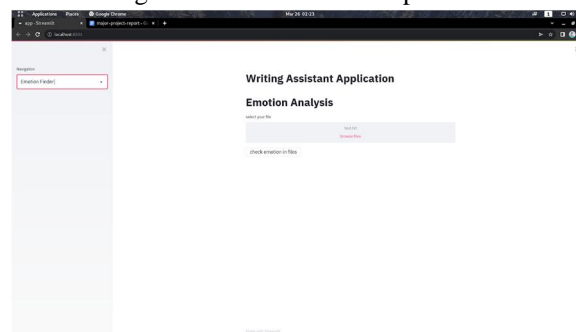 Applications Places Google Chrome Mar 26 02:23
app · Streamlit × major-project-report - G × +
localhost:8501
×
Navigation
Emotion Finder
Writing Assistant Application
Emotion Analysis
select your file
Browse files
check emotion in files